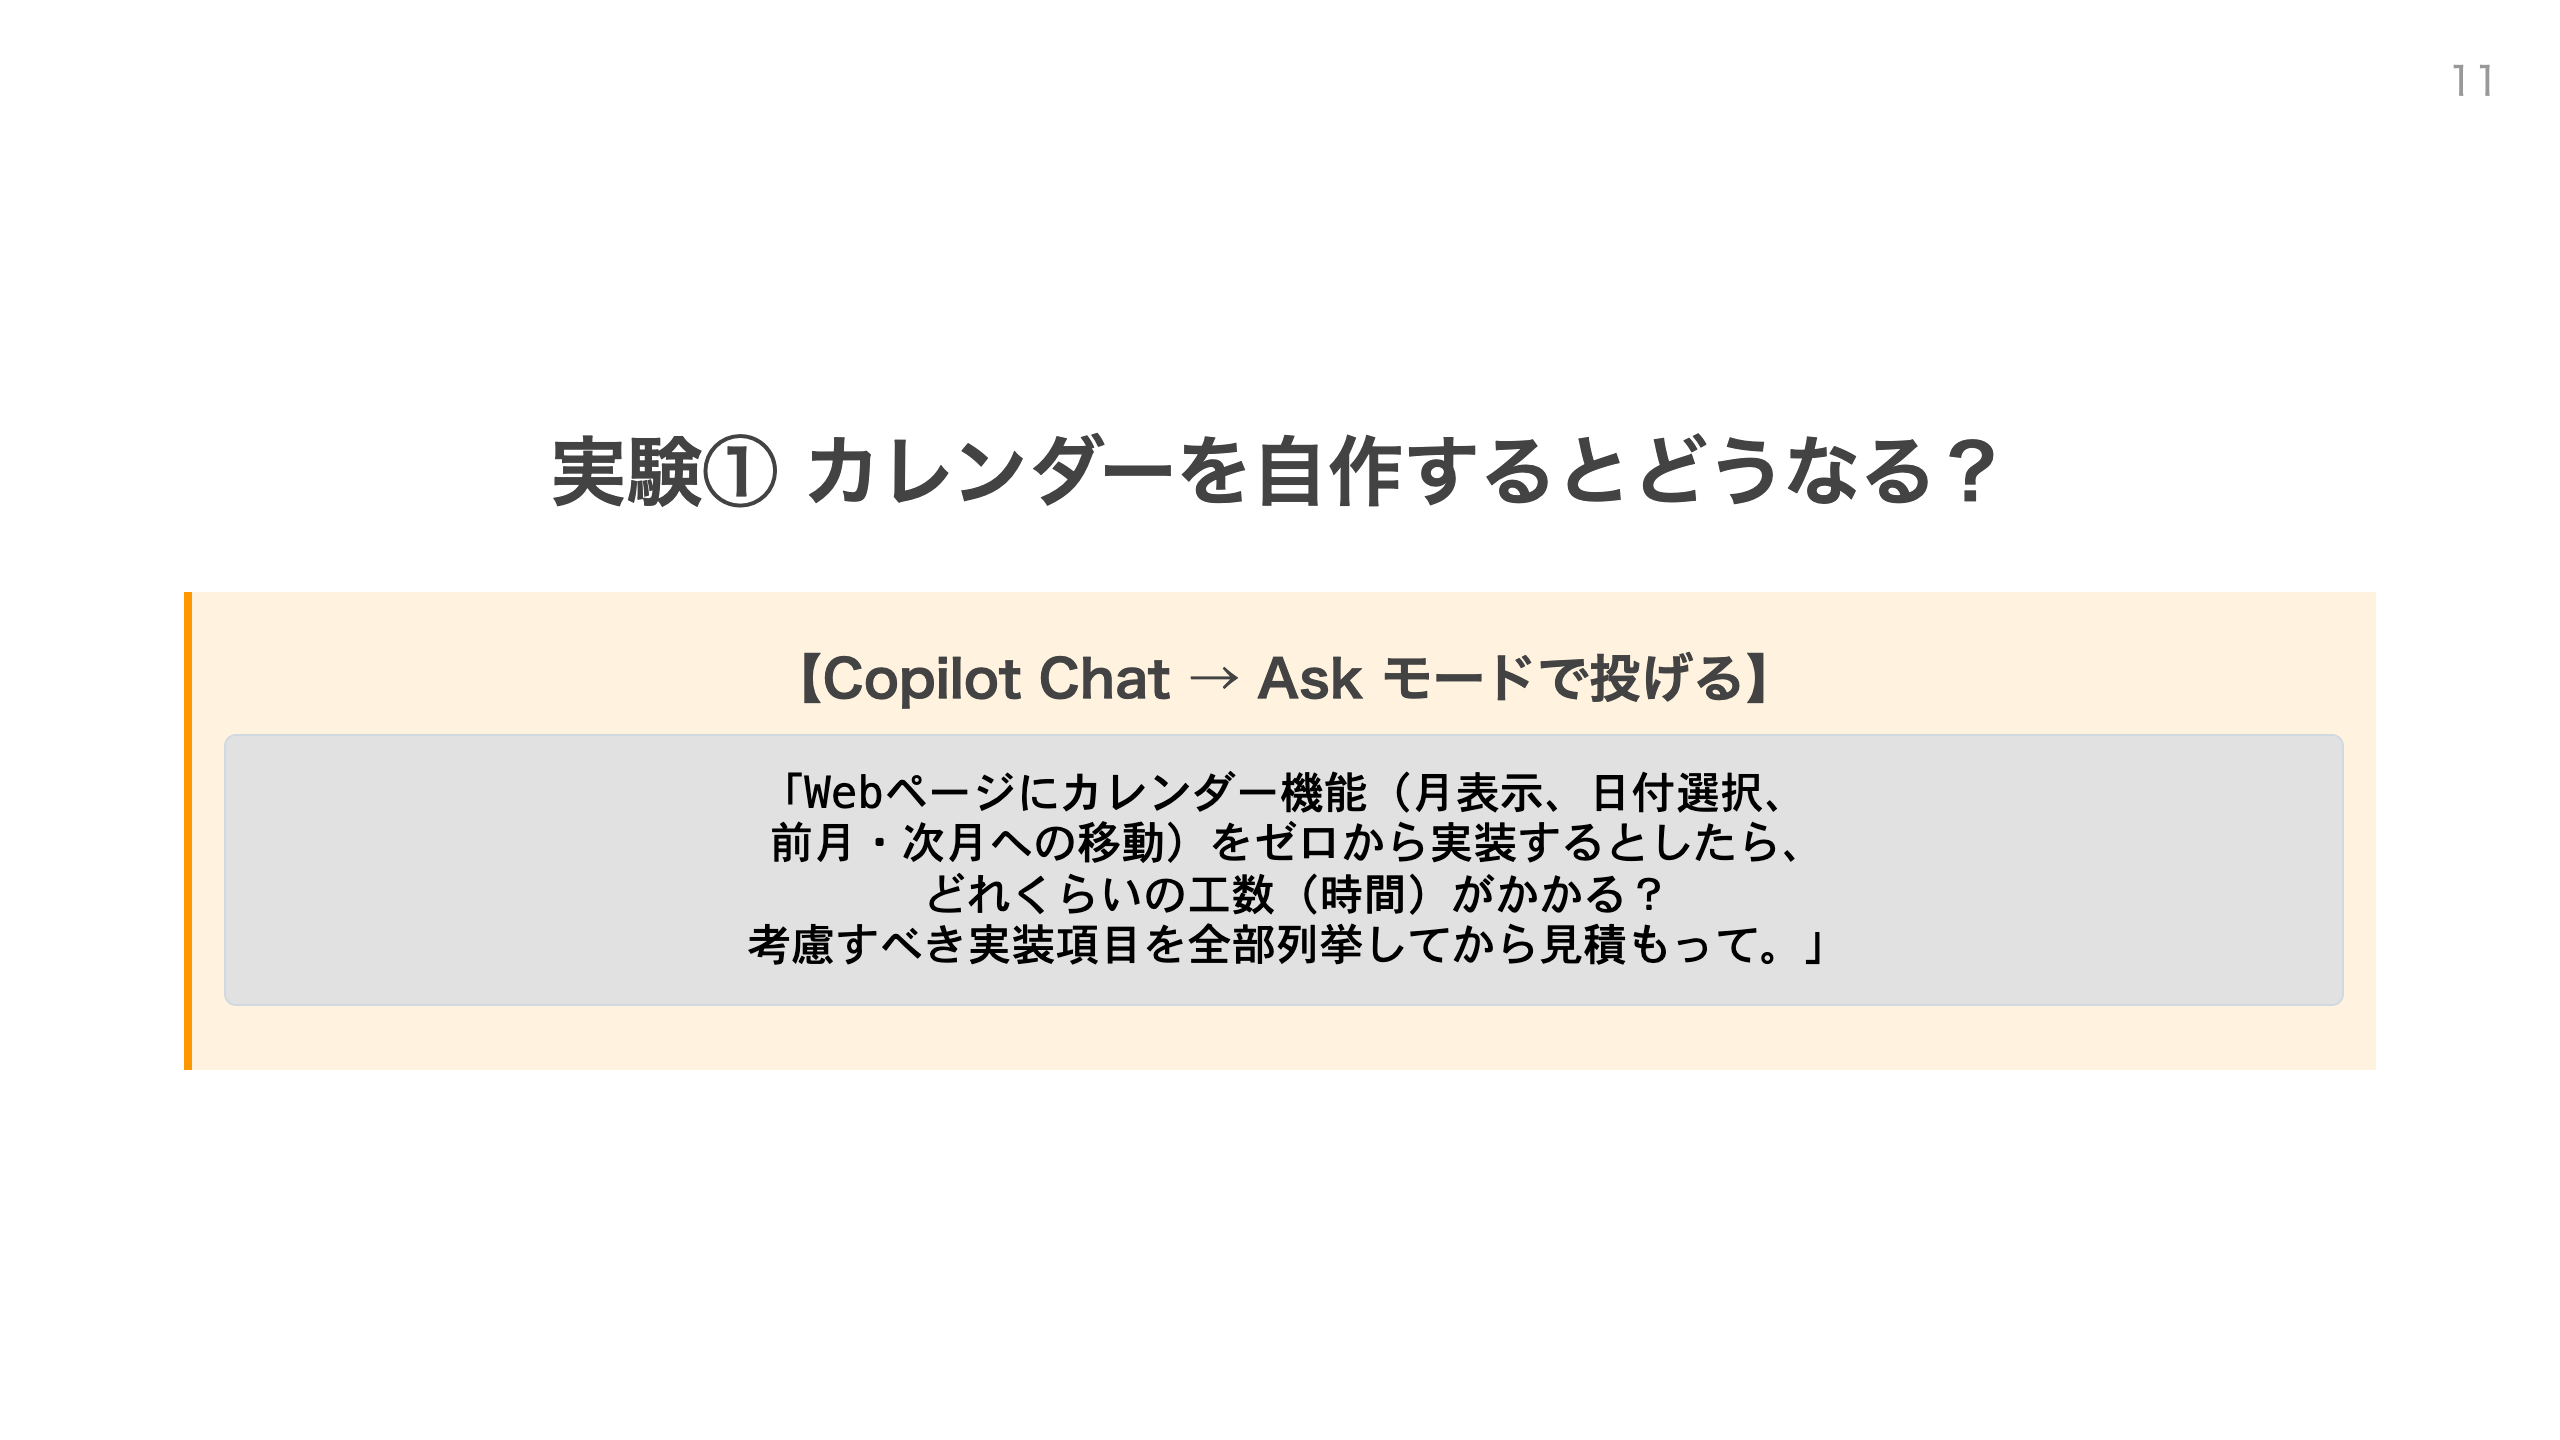 11
実験① カレンダーを自作するとどうなる？
【Copilot Chat → Ask モードで投げる】
「Webページにカレンダー機能（月表示、日付選択、
前月・次月への移動）をゼロから実装するとしたら、
どれくらいの工数（時間）がかかる？
考慮すべき実装項目を全部列挙してから見積もって。」